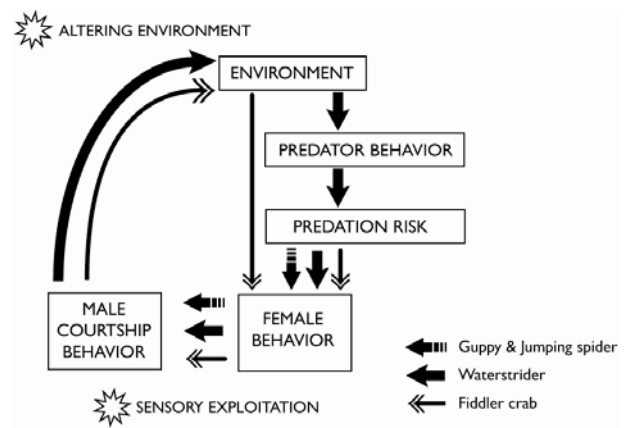 ALTERING ENVIRONMENT
ENVIRONMENT
PREDATOR BEHAVIOR
PREDATION RISK
MALE
COURTSHIP
BEHAVIOR
FEMALE
BEHAVIOR
Guppy & Jumping spider
Waterstrider
Fiddler crab
SENSORY EXPLOITATION